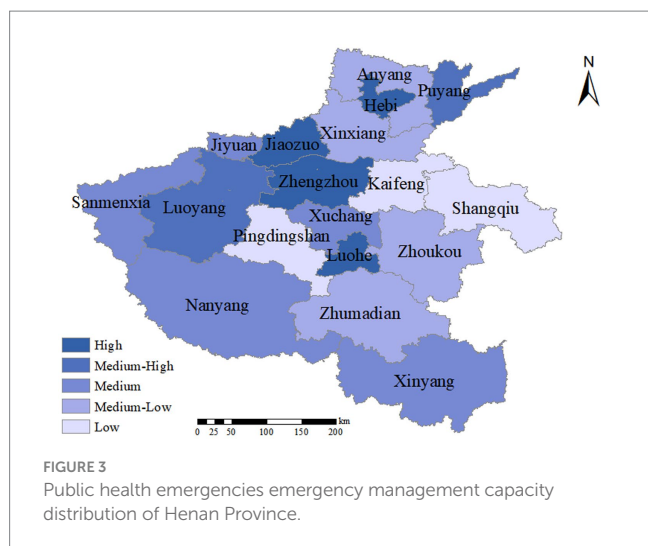 N
Anyang
Puyang
Hebi
Xinxiang
Jiyuan
Jiaozuo
Zhengzhou
Kaifeng
Sanmenxia
Luoyang
Xuchang
Shangqiu
Pingdingshan
Luohe
Zhoukou
Nanyang
Zhumadian
Xinyang
High
Medium-High
Medium
Medium-Low
Low
km
0 25 50 100 150 200
FIGURE 3
Public health emergencies emergency management capacity
distribution of Henan Province.